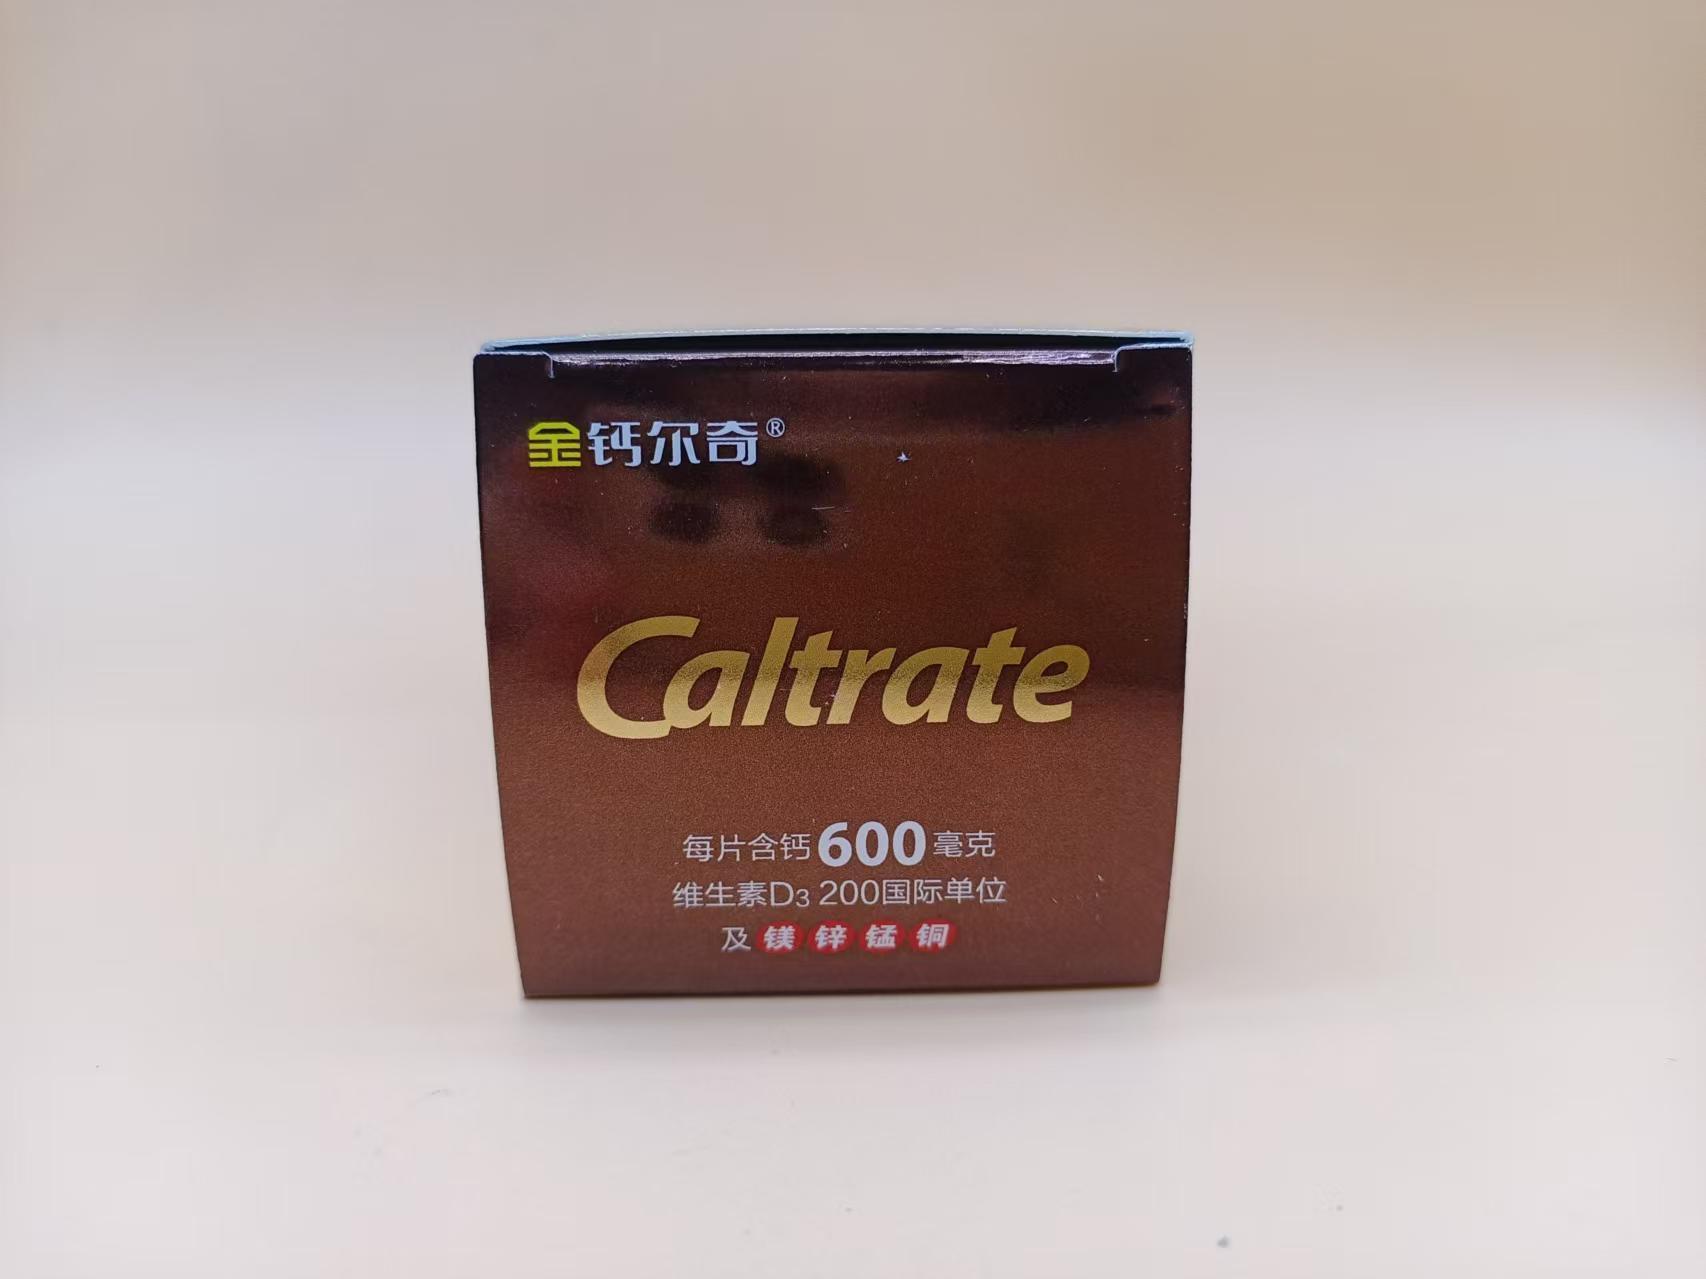 金钙尔奇®
Caltrate
每片含钙600毫克
维生素D3 200国际单位
及镁锌锰铜